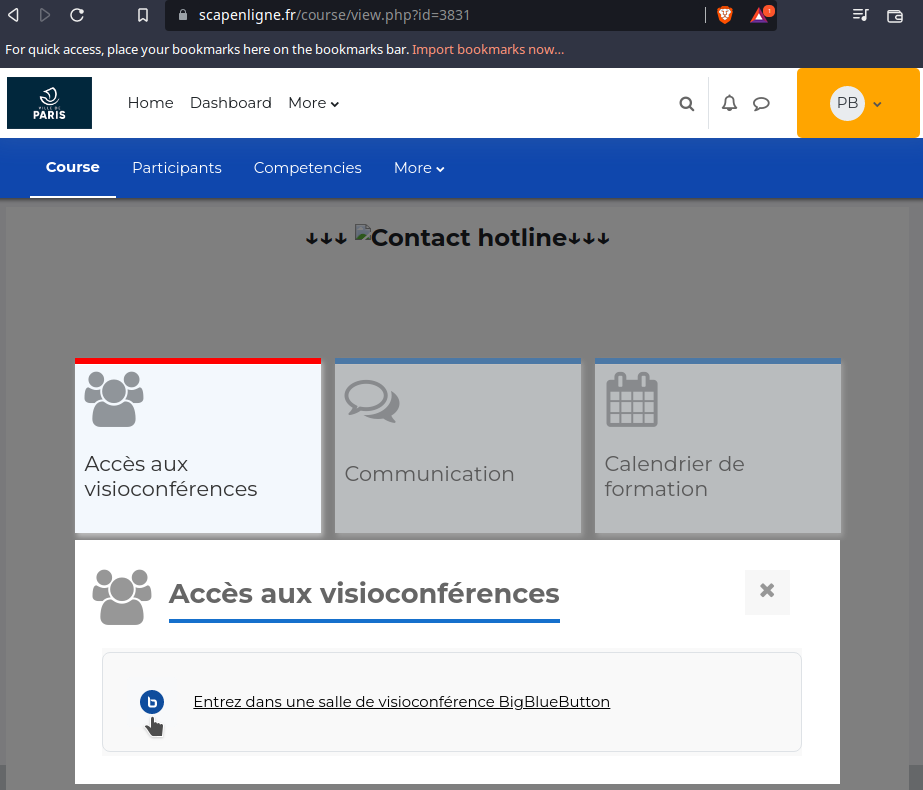 scapenligne.fr/course/view.php?id=3831
For quick access, place your bookmarks here on the bookmarks bar. Import bookmarks now...
VILLE DE
PARIS
Home Dashboard More
PB
Course Participants Competencies More
↓↓↓ Contact hotline↓↓↓
Accès aux
visioconférences
Communication
Calendrier de
formation
Accès aux visioconférences
Entrez dans une salle de visioconférence BigBlueButton